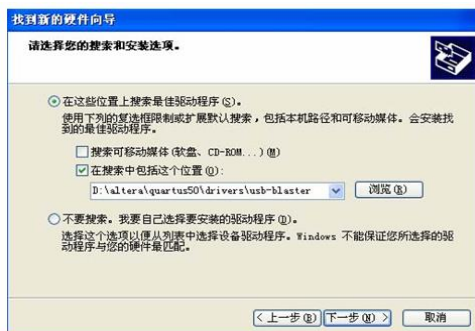 找到新的硬件向导
请选择您的搜索和安装选项。
在这些位置上搜索最佳驱动程序(S)。
使用下列的复选框限制或扩展默认搜索，包括本机路径和可移动媒体。会安装找
到的最佳驱动程序。
搜索可移动媒体(软盘、CD-ROM...)(M)
在搜索中包括这个位置(O):
D:\altera\quartus50\drivers\usb-blaster
浏览(R)
不要搜索。我要自己选择要安装的驱动程序(D)。
选择这个选项以便从列表中选择设备驱动程序。Windows 不能保证您所选择的驱
动程序与您的硬件最匹配。
<上一步(B) 下一步(N)> 取消